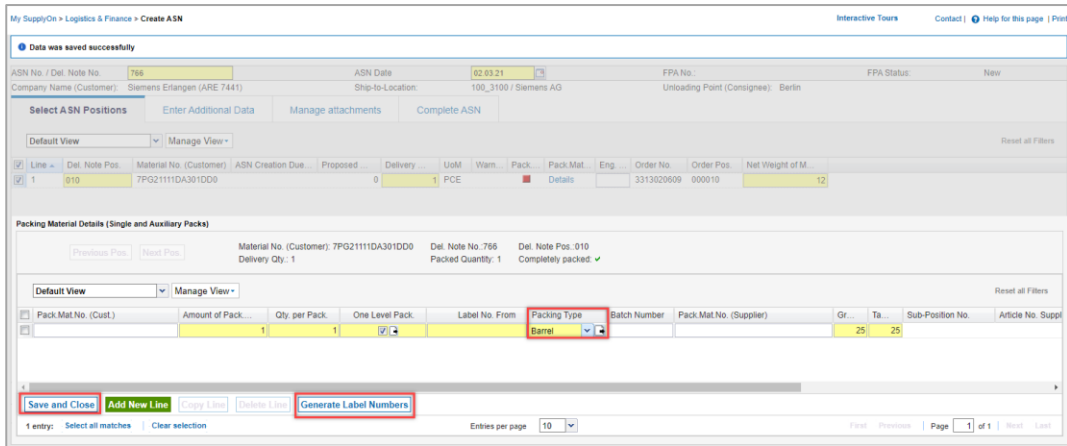 My SupplyOn > Logistics & Finance > Create ASN Interactive Tours Contact | Help for this page | Print
Data was saved successfully
ASN No. / Del. Note No. 766 ASN Date 02.03.21 FPA No.: FPA Status: New
Company Name (Customer): Siemens Erlangen (ARE 7441) Ship-to-Location: 100_3100 / Siemens AG Unloading Point (Consignee): Berlin
Select ASN Positions Enter Additional Data Manage attachments Complete ASN
Default View Manage View Reset all Filters
Line Del. Note Pos. Material No. (Customer) ASN Creation Due... Proposed ... Delivery ... UoM Warn... Pack... Pack.Mat... Eng. ... Order No. Order Pos. Net Weight of M...
1 010 7PG21111DA301DD0 0 1 PCE Details 3313020609 000010 12
Packing Material Details (Single and Auxiliary Packs)
Previous Pos. Next Pos. Material No. (Customer): 7PG21111DA301DD0 Del. Note No.:766 Del. Note Pos.:010
Delivery Qty.: 1 Packed Quantity: 1 Completely packed: ✔
Default View Manage View Reset all Filters
Pack.Mat.No. (Cust.) Amount of Pack.... Qty. per Pack. One Level Pack. Label No. From Packing Type Batch Number Pack.Mat.No. (Supplier) Gr... Ta... Sub-Position No. Article No. Suppl
1 1 Barrel 25 25
Save and Close Add New Line Copy Line Delete Line Generate Label Numbers
1 entry: Select all matches | Clear selection Entries per page 10 First Previous | Page 1 of 1 | Next Last